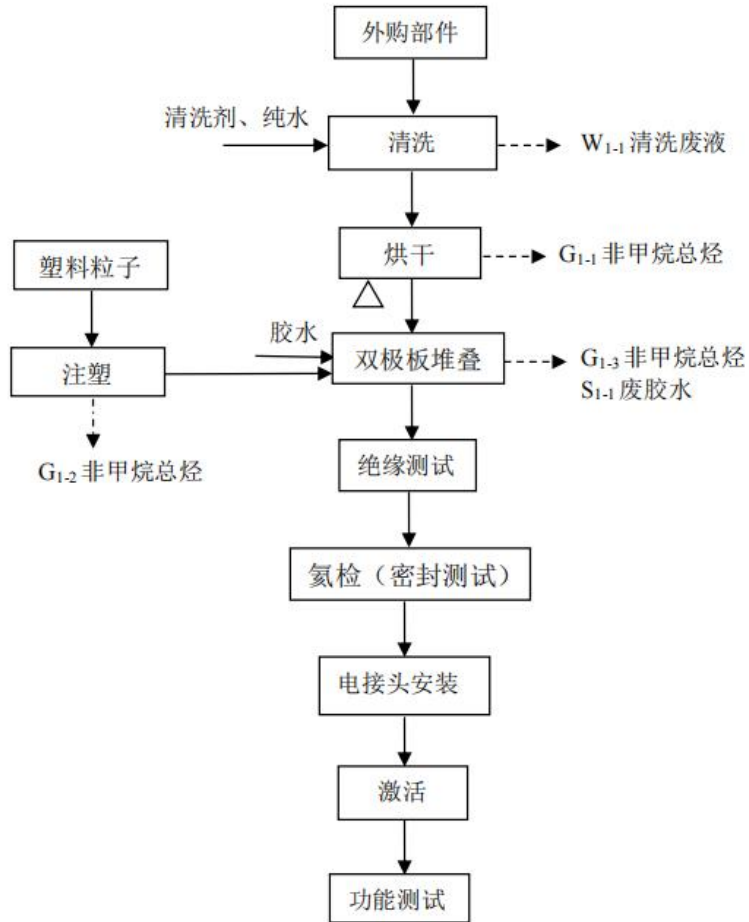 外购部件
清洗剂、纯水
清洗
W1-1清洗废液
烘干
G1-1非甲烷总烃
塑料粒子
胶水
双极板堆叠
G1-3非甲烷总烃
S1-1废胶水
注塑
G1-2非甲烷总烃
绝缘测试
氦检（密封测试）
电接头安装
激活
功能测试